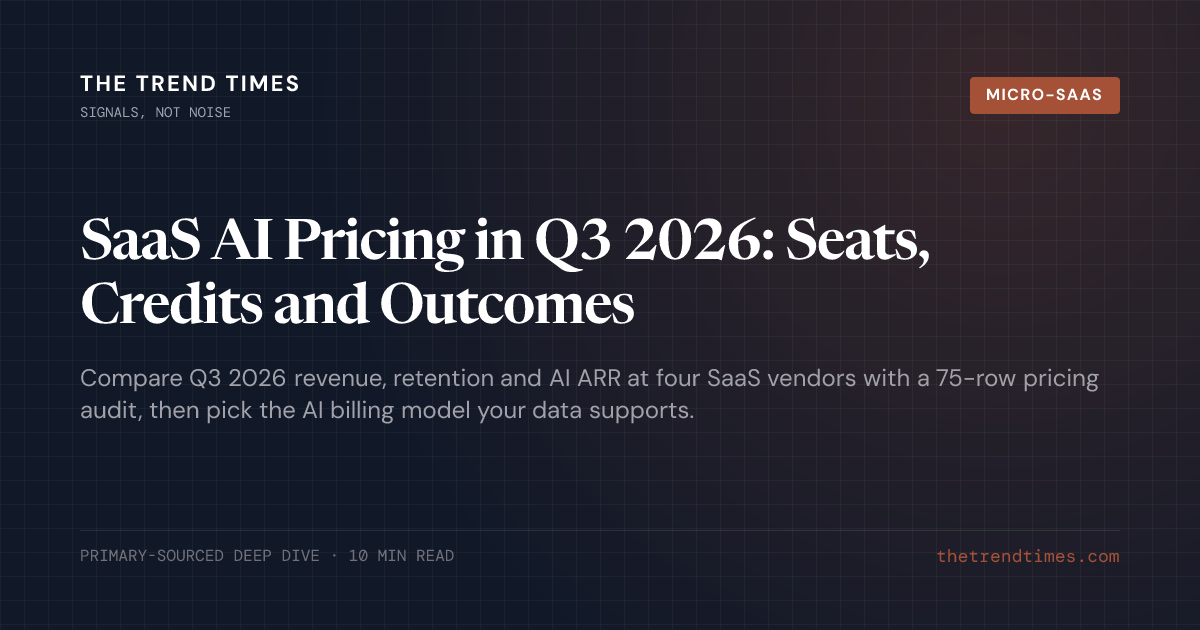 THE TREND TIMES
SIGNALS, NOT NOISE
MICRO-SAAS
SaaS AI Pricing in Q3 2026: Seats,
Credits and Outcomes
Compare Q3 2026 revenue, retention and AI ARR at four SaaS vendors with a 75-row pricing
audit, then pick the AI billing model your data supports.
PRIMARY-SOURCED DEEP DIVE · 10 MIN READ
thetrendtimes.com